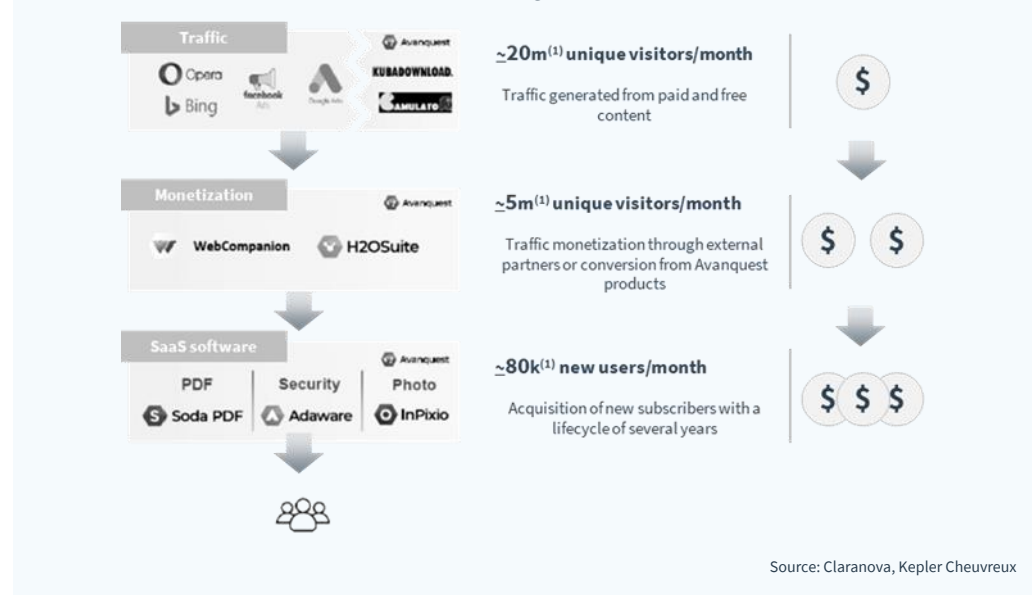 Traffic
Avanquest
Opera
facebook
Ads
Google Ads
KUBADOWNLOAD.
Bing
~20m(1) unique visitors/month
Traffic generated from paid and free
content
$
Monetization
Avanquest
WebCompanion
H2OSuite
~5m(1) unique visitors/month
Traffic monetization through external
partners or conversion from Avanquest
products
$ $
SaaS software
Avanquest
PDF Security Photo
Soda PDF Adaware InPixio
~80k(1) new users/month
Acquisition of new subscribers with a
lifecycle of several years
$ $ $
Source: Claranova, Kepler Cheuvreux